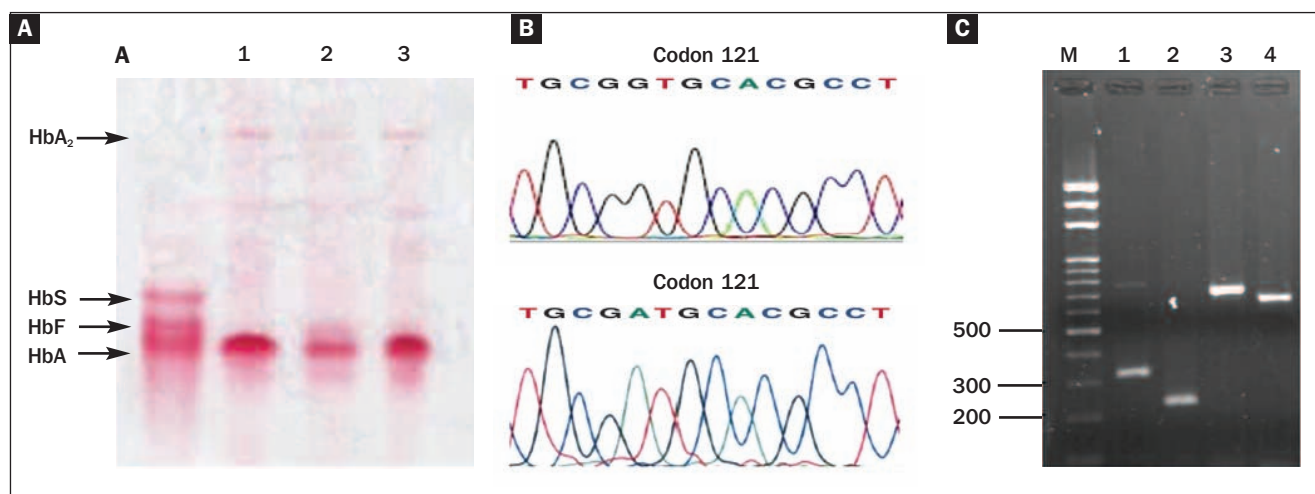 A
A 1 2 3
HbA₂
HbS
HbF
HbA
B
Codon 121
TGCGGTGCACGCCT
Codon 121
TGCGATGCACGCCT
C
M 1 2 3 4
500
300
200